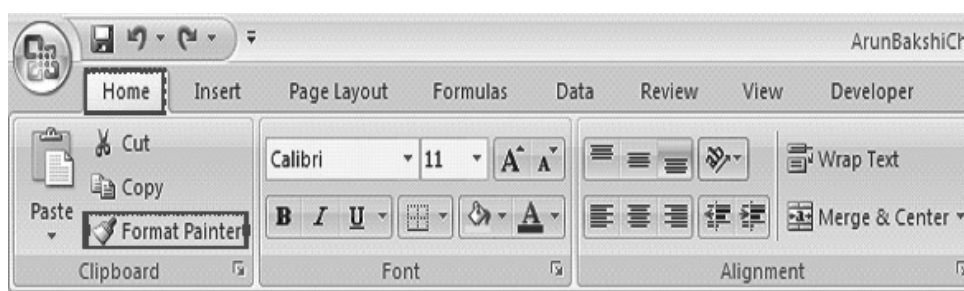 ArunBakshiCh
Home Insert Page Layout Formulas Data Review View Developer
Cut
Copy
Paste
Format Painter
Clipboard
Calibri 11 A A
B I U A
Font
Wrap Text
Merge & Center
Alignment